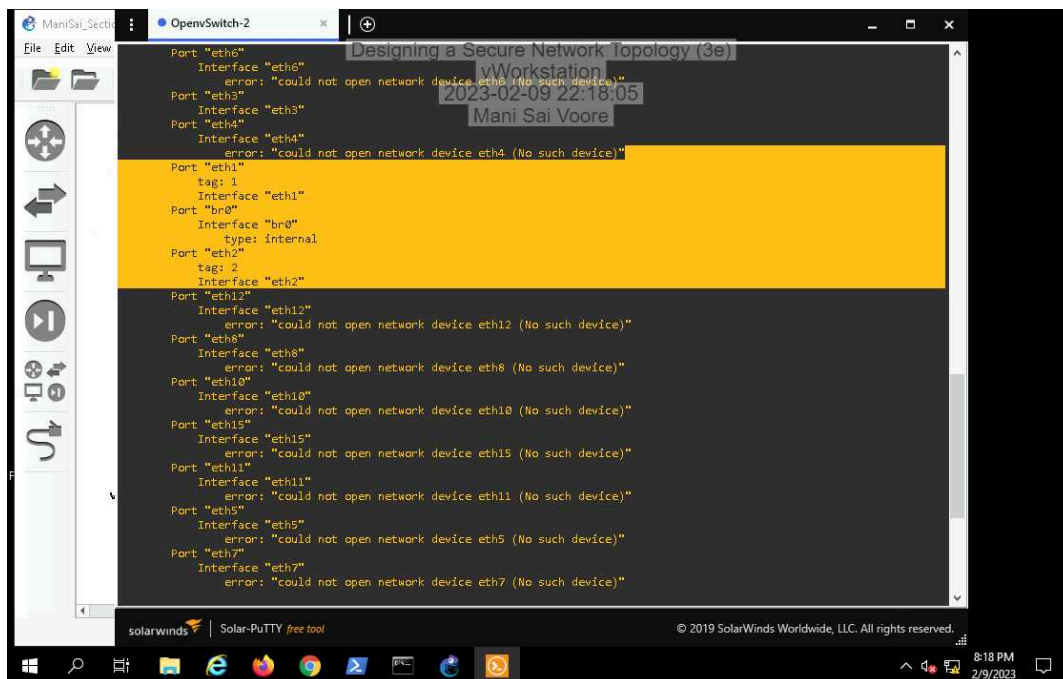 ManiSai_Sectio
OpenvSwitch-2
File Edit View
Designing a Secure Network Topology (3e)
vWorkstation
2023-02-09 22:18:05
Mani Sai Voore
Port "eth6"
Interface "eth6"
error: "could not open network device eth6 (No such device)"
Port "eth3"
Interface "eth3"
Port "eth4"
Interface "eth4"
error: "could not open network device eth4 (No such device)"
Port "eth1"
tag: 1
Interface "eth1"
Port "br0"
Interface "br0"
type: internal
Port "eth2"
tag: 2
Interface "eth2"
Port "eth12"
Interface "eth12"
error: "could not open network device eth12 (No such device)"
Port "eth8"
Interface "eth8"
error: "could not open network device eth8 (No such device)"
Port "eth10"
Interface "eth10"
error: "could not open network device eth10 (No such device)"
Port "eth15"
Interface "eth15"
error: "could not open network device eth15 (No such device)"
Port "eth11"
Interface "eth11"
error: "could not open network device eth11 (No such device)"
Port "eth5"
Interface "eth5"
error: "could not open network device eth5 (No such device)"
Port "eth7"
Interface "eth7"
error: "could not open network device eth7 (No such device)"
solarwinds | Solar-PuTTY free tool
© 2019 SolarWinds Worldwide, LLC. All rights reserved.
8:18 PM
2/9/2023